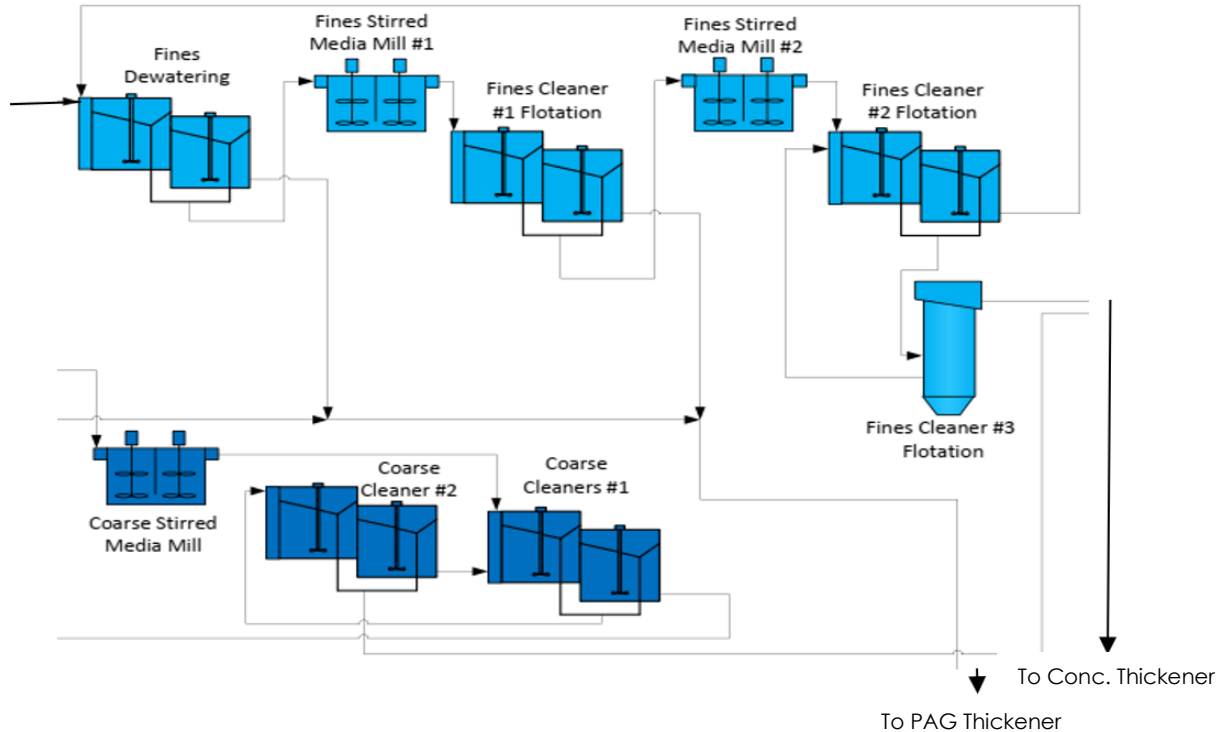 Fines Stirred
Media Mill #1
Fines Stirred
Media Mill #2
Fines
Dewatering
Fines Cleaner
#1 Flotation
Fines Cleaner
#2 Flotation
Fines Cleaner #3
Flotation
Coarse
Cleaner #2
Coarse
Cleaners #1
Coarse Stirred
Media Mill
To Conc. Thickener
To PAG Thickener